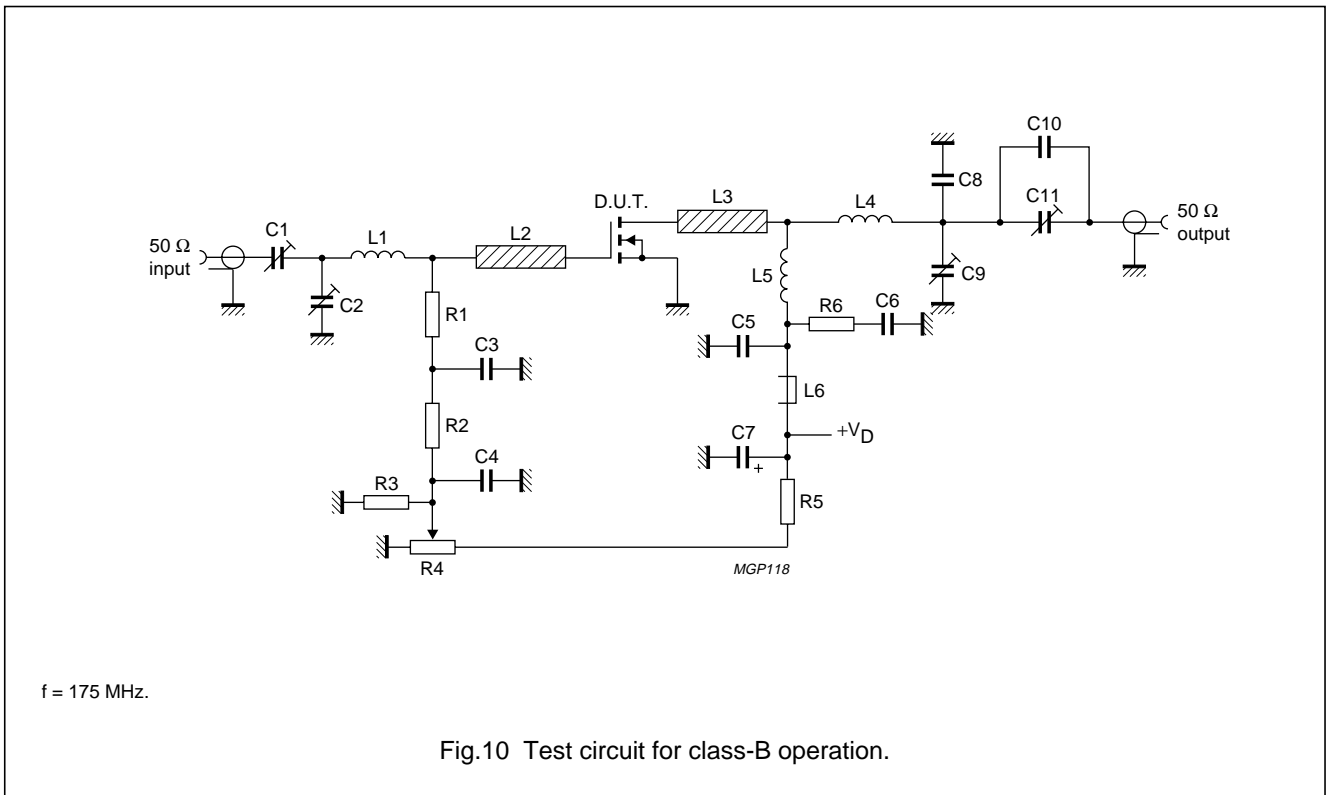 C10
C8
D.U.T.
L3
L4
C11
50 Ω
output
50 Ω
input
C1
L1
L2
C2
L5
C9
R1
R6
C6
C5
C3
L6
R2
C7
+
+VD
C4
R3
R5
R4
MGP118
f = 175 MHz.
Fig.10 Test circuit for class-B operation.